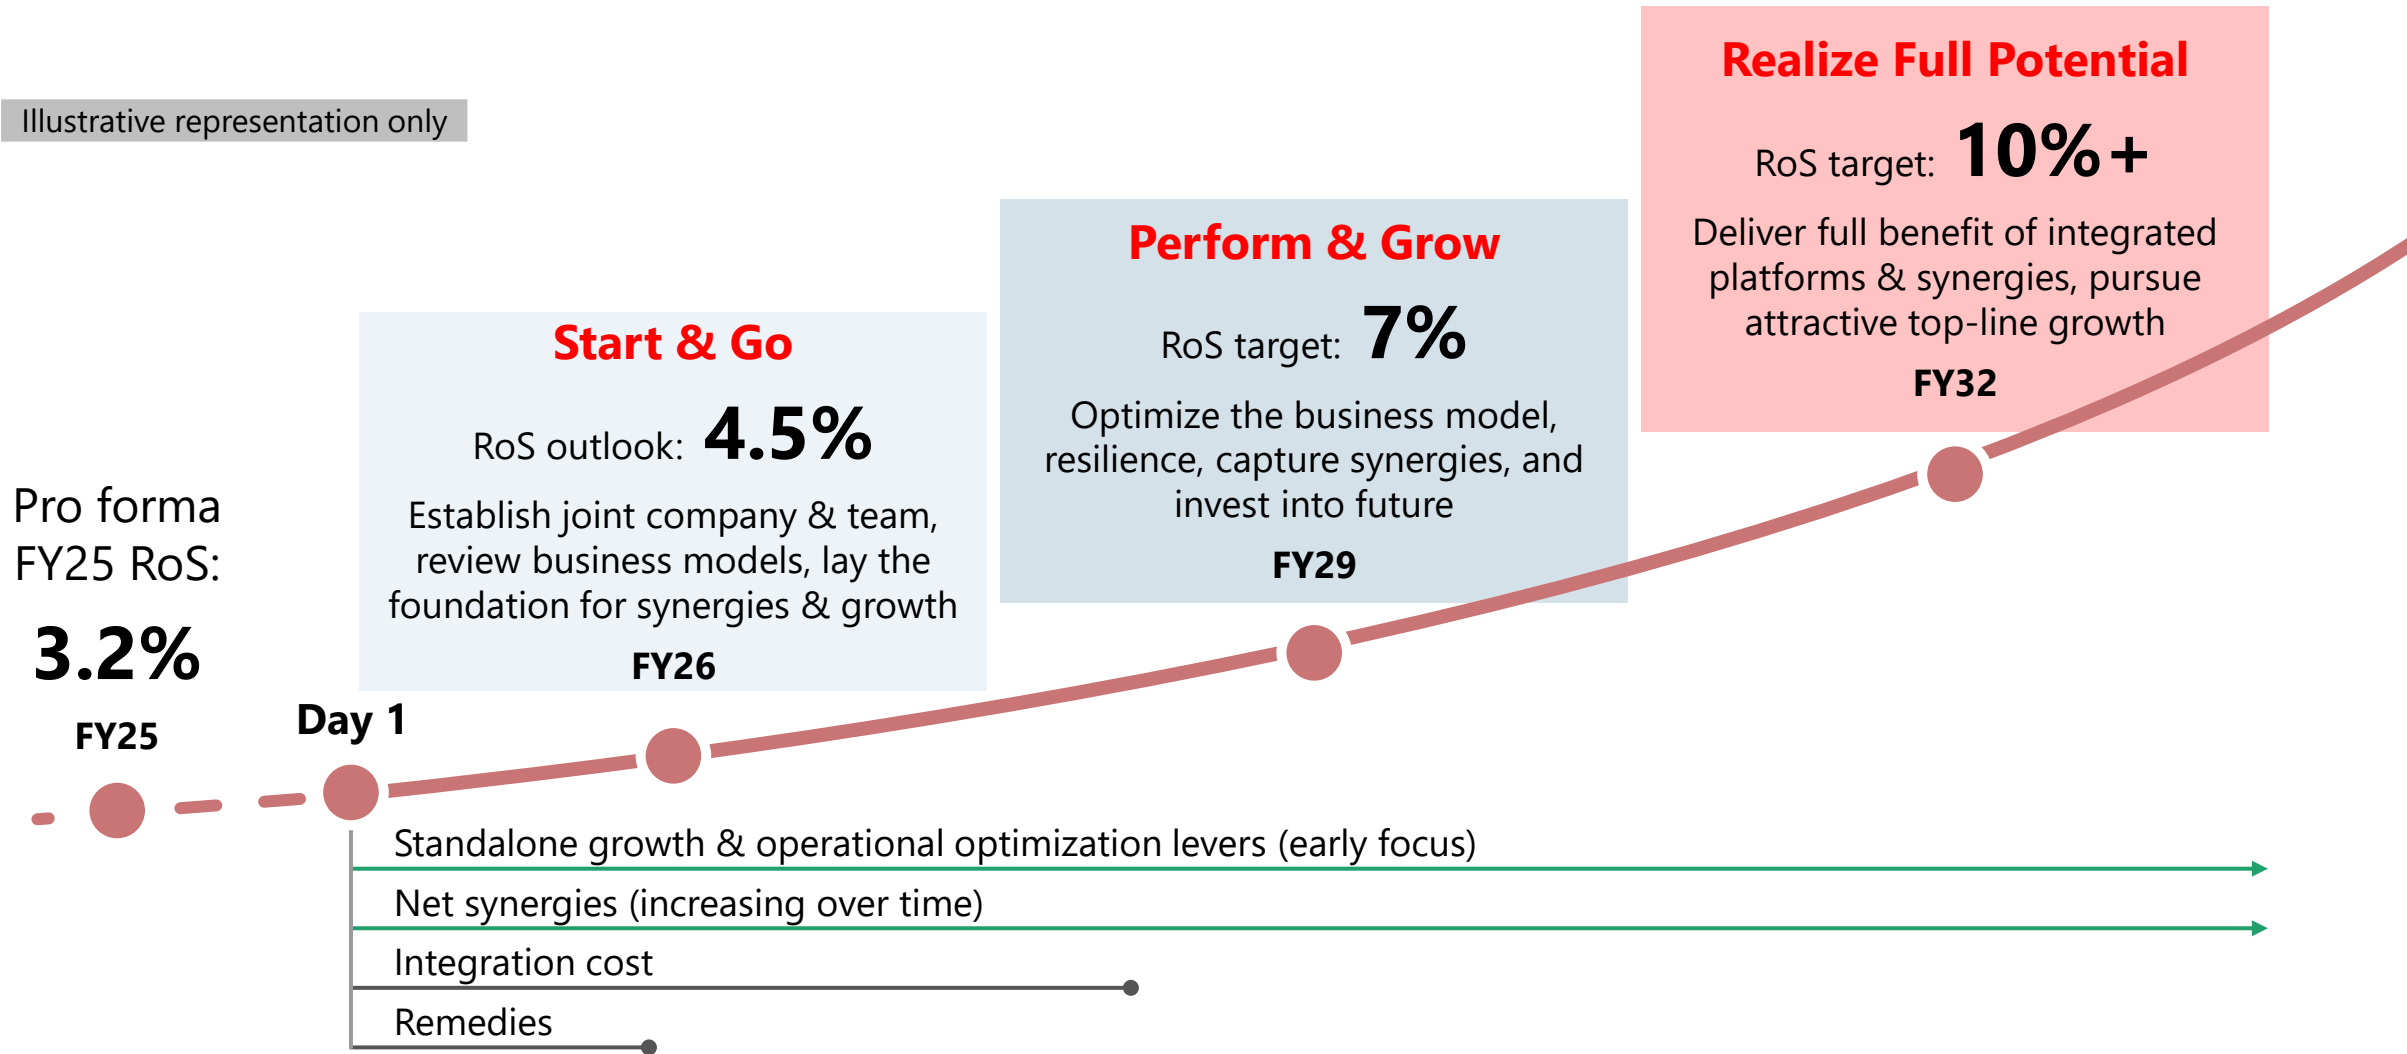 Illustrative representation only
Pro forma
FY25 RoS:
3.2%
FY25
Day 1
Start & Go
RoS outlook: 4.5%
Establish joint company & team,
review business models, lay the
foundation for synergies & growth
FY26
Perform & Grow
RoS target: 7%
Optimize the business model,
resilience, capture synergies, and
invest into future
FY29
Realize Full Potential
RoS target: 10%+
Deliver full benefit of integrated
platforms & synergies, pursue
attractive top-line growth
FY32
Standalone growth & operational optimization levers (early focus)
Net synergies (increasing over time)
Integration cost
Remedies